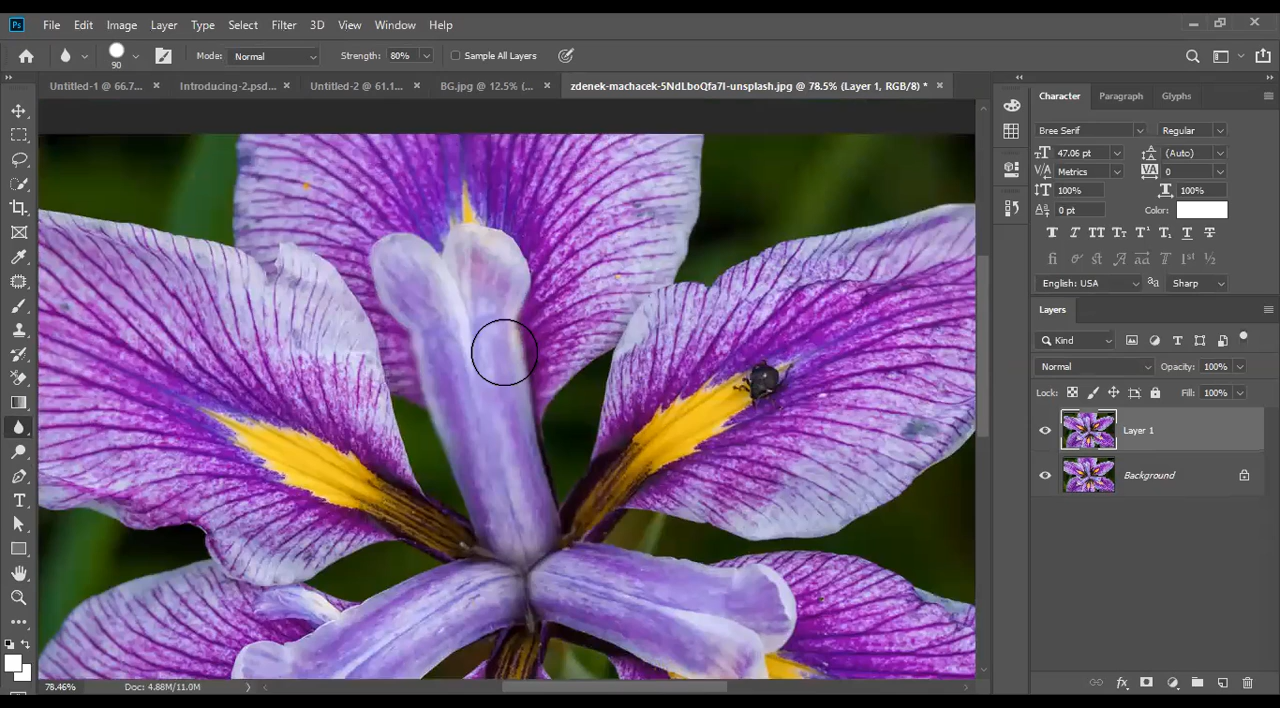 Ps File Edit Image Layer Type Select Filter 3D View Window Help
90 Mode: Normal Strength: 80% Sample All Layers
Untitled-1 @ 66.7... × Introducing-2.psd... × Untitled-2 @ 61.1... × BG.jpg @ 12.5% (... × zdenek-machacek-5NdLboQfa7I-unsplash.jpg @ 78.5% (Layer 1, RGB/8) * ×
Character Paragraph Glyphs
Bree Serif Regular
47.06 pt (Auto)
Metrics 0
100% 100%
0 pt Color:
English: USA Sharp
Layers
Kind
Normal Opacity: 100%
Lock: Fill: 100%
Layer 1
Background
78.46% Doc: 4.88M/11.0M